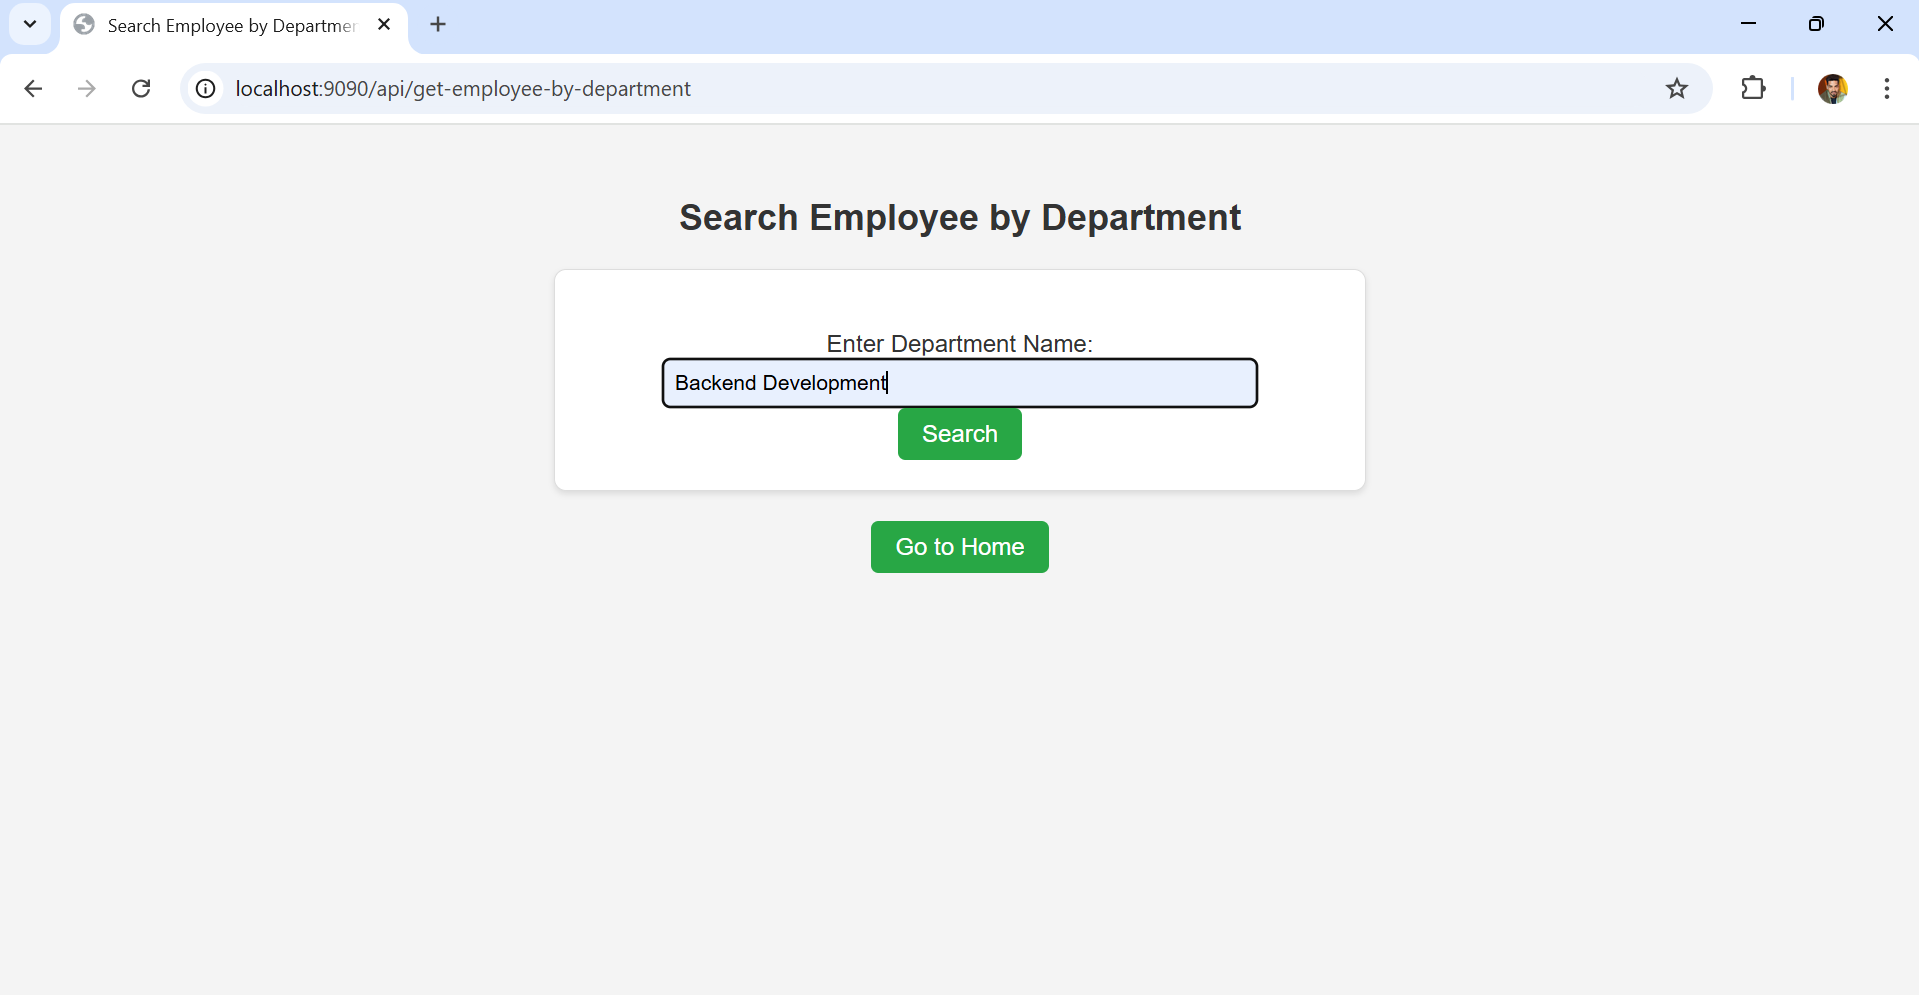 Search Employee by Departmen
localhost:9090/api/get-employee-by-department
Search Employee by Department
Enter Department Name:
Backend Development
Search
Go to Home